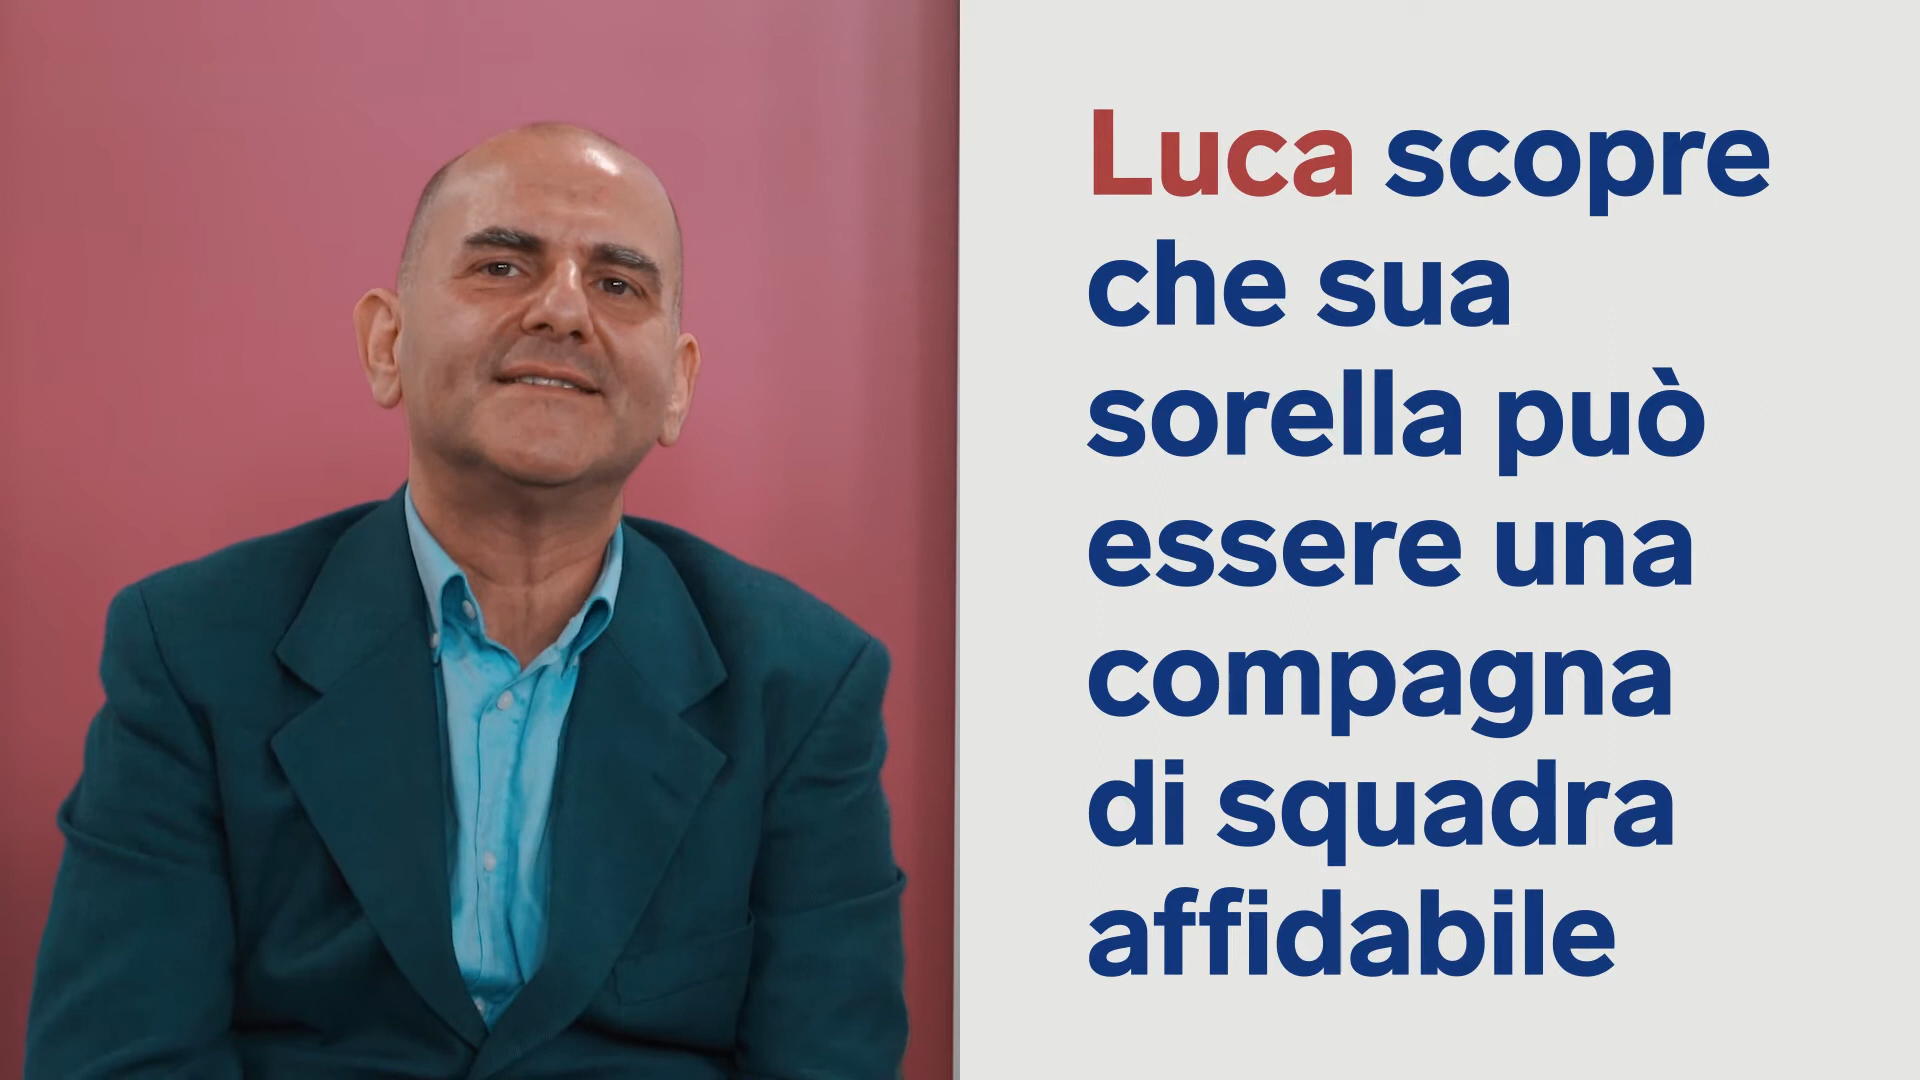 Luca scopre
che sua
sorella può
essere una
compagna
di squadra
affidabile